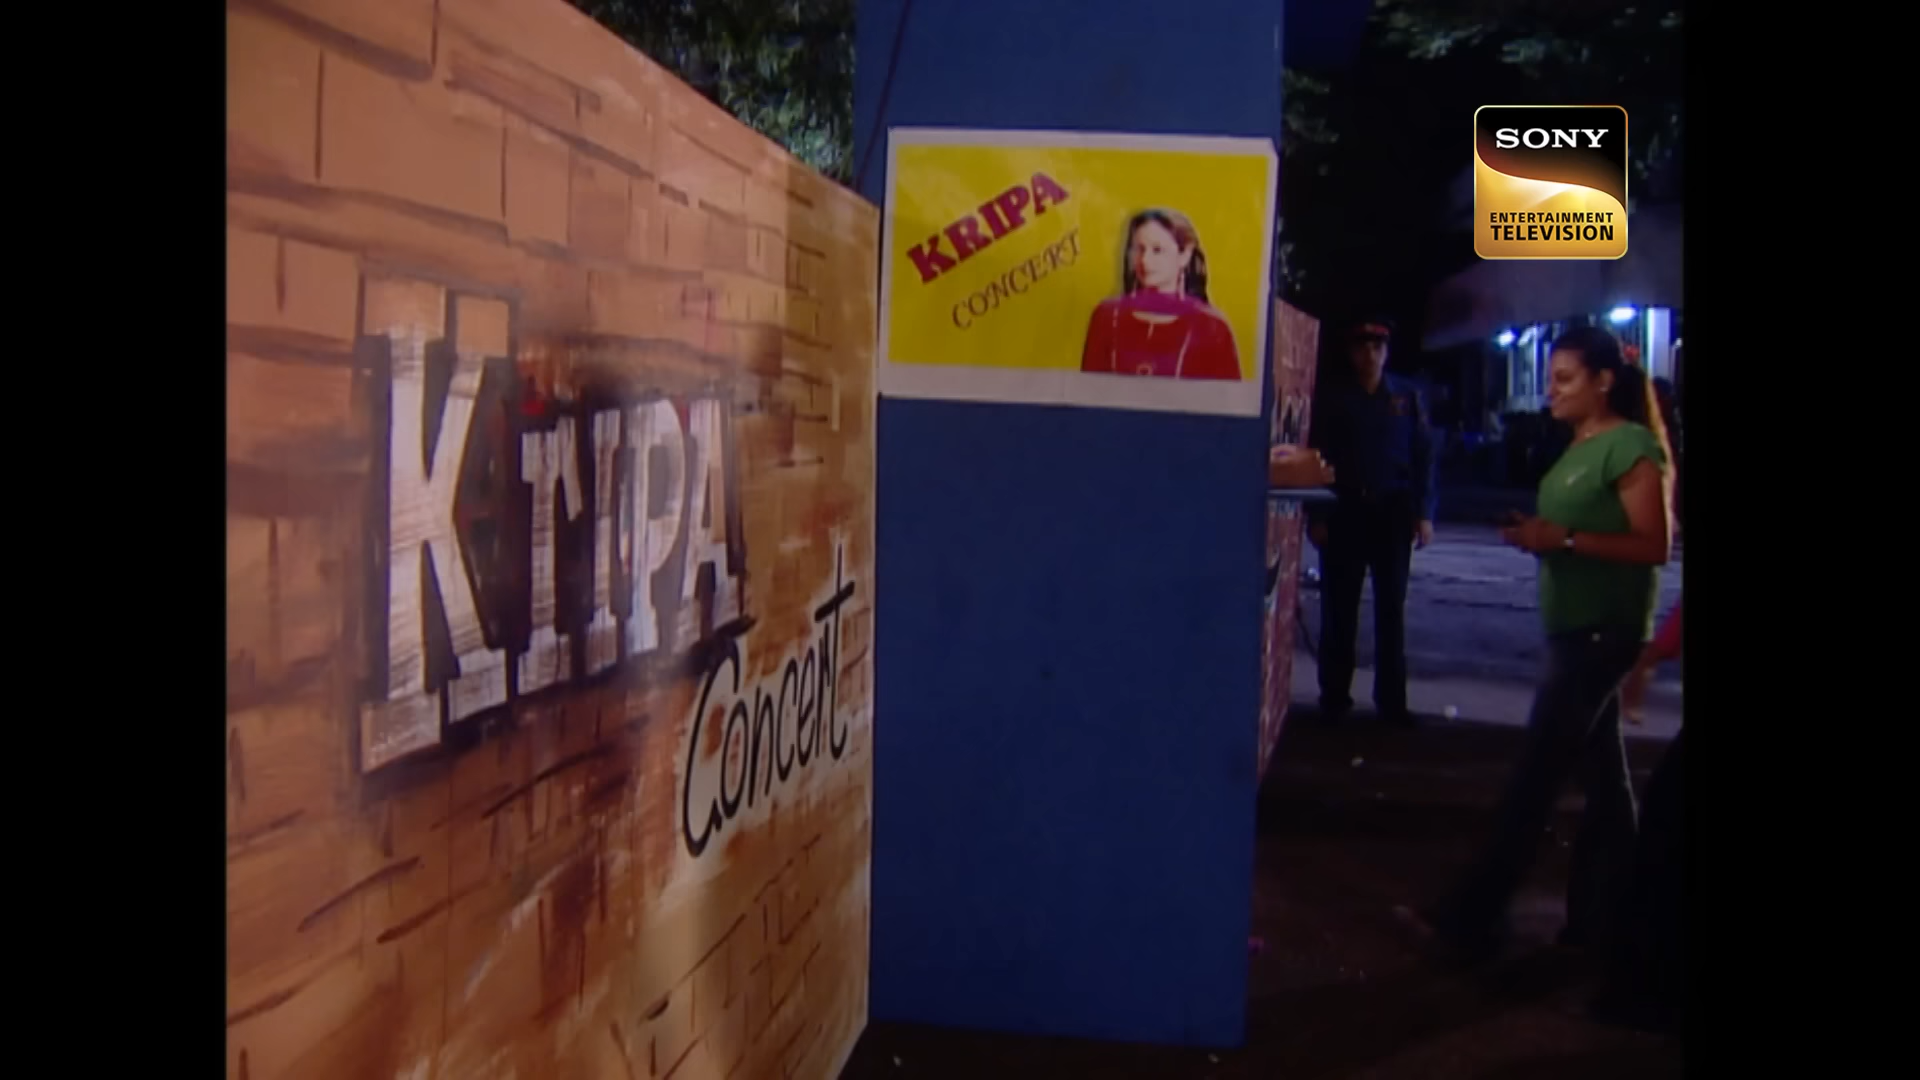 KrIPA
Concert
KRIPA
CONCERT
SONY
ENTERTAINMENT
TELEVISION